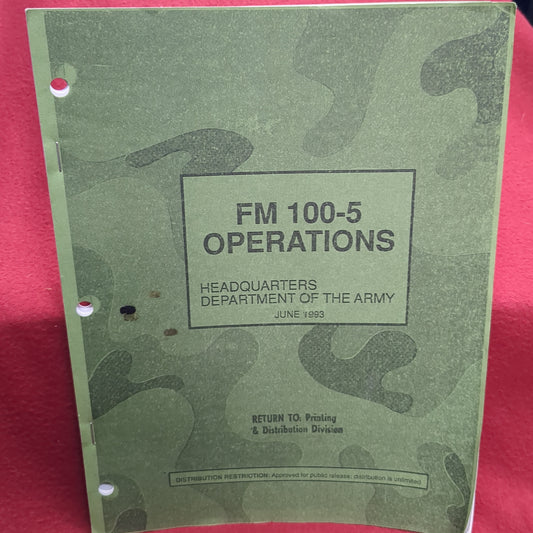 FM 100-5
OPERATIONS
HEADQUARTERS
DEPARTMENT OF THE ARMY
JUNE 1993
RETURN TO: Printing
& Distribution Division
DISTRIBUTION RESTRICTION: Approved for public release; distribution is unlimited